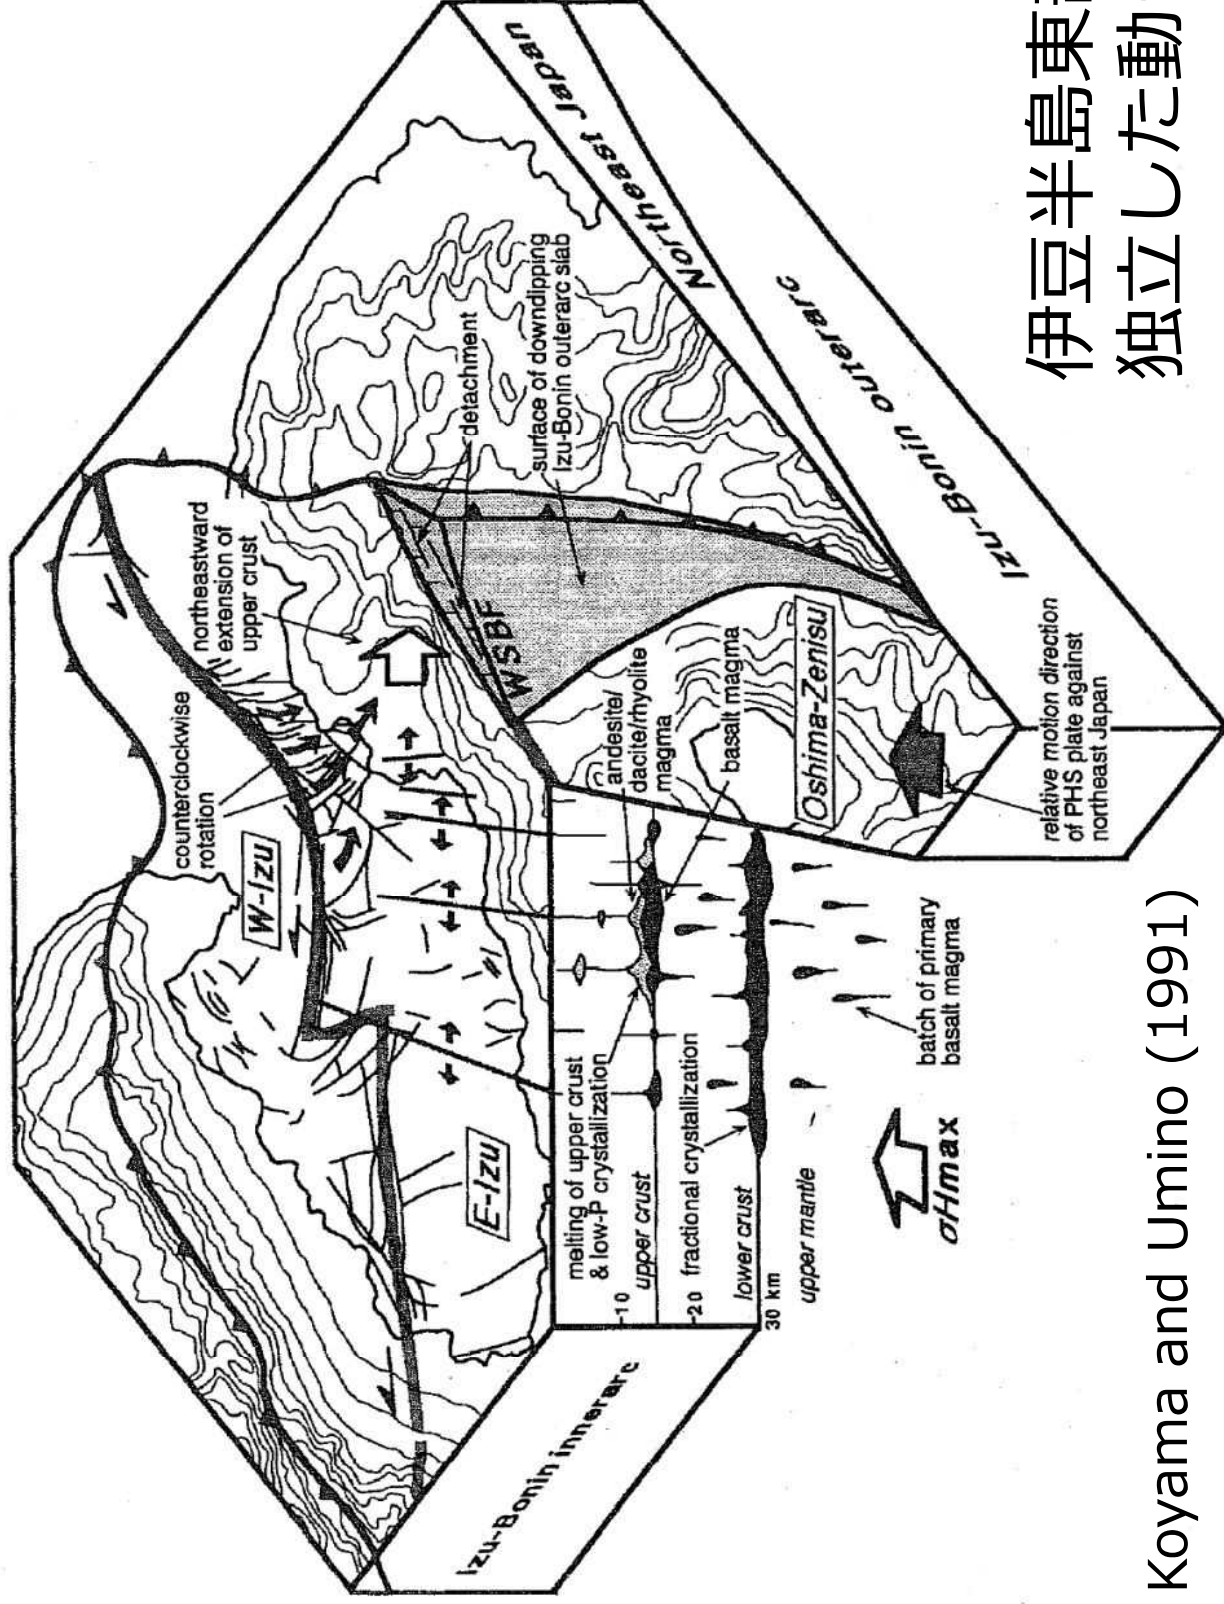 northeastward
extension of
upper crust
counterclockwise
rotation
W-Izu
E-Izu
WSBF
detachment
surface of downdipping
Izu-Bonin outerarc slab
Northeast Japan
Izu-Bonin outerarc
Izu-Bonin innerarc
Oshima-Zenisu
andesite/
dacite/rhyolite
magma
basalt magma
melting of upper crust
& low-P crystallization
10
upper crust
20
fractional crystallization
lower crust
30 km
upper mantle
batch of primary
basalt magma
σHmax
relative motion direction
of PHS plate against
northeast Japan
Koyama and Umino (1991)
伊豆半島東
独立した動